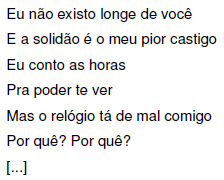 Eu não existo longe de você
E a solidão é o meu pior castigo
Eu conto as horas
Pra poder te ver
Mas o relógio tá de mal comigo
Por quê? Por quê?
[...]